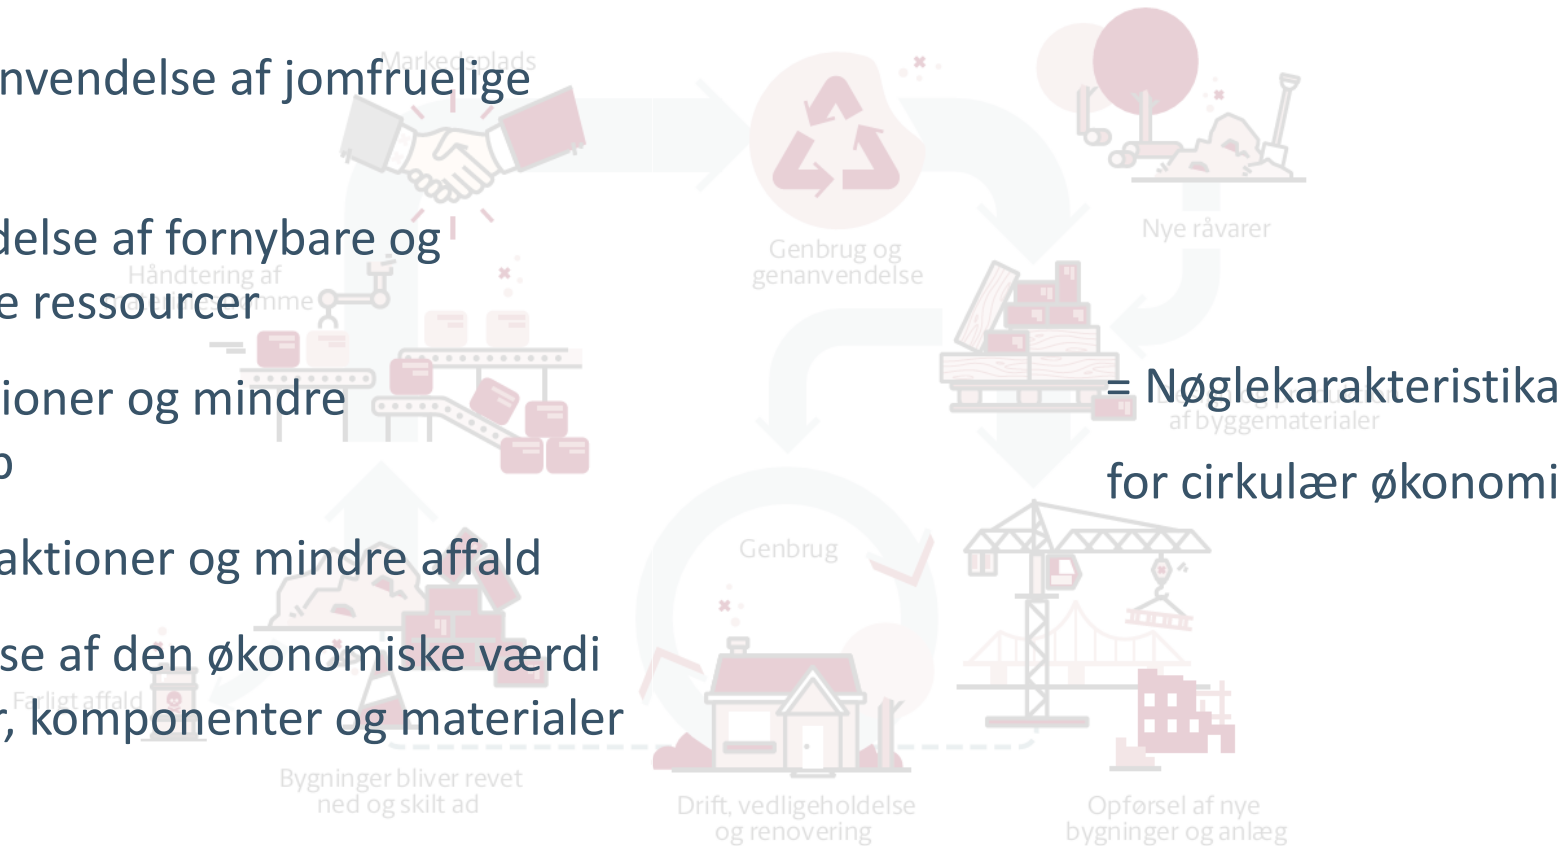 nvendelse af jomfruelige
delse af fornybare og
e ressourcer
ioner og mindre
aktioner og mindre affald
se af den økonomiske værdi
r, komponenter og materialer
= Nøglekarakteristika
for cirkulær økonomi
Markedsplads
Genbrug og
genanvendelse
Nye råvarer
Håndtering af
af byggematerialer
Genbrug
Farligt affald
Bygninger bliver revet
ned og skilt ad
Drift, vedligeholdelse
og renovering
Opførsel af nye
bygninger og anlæg